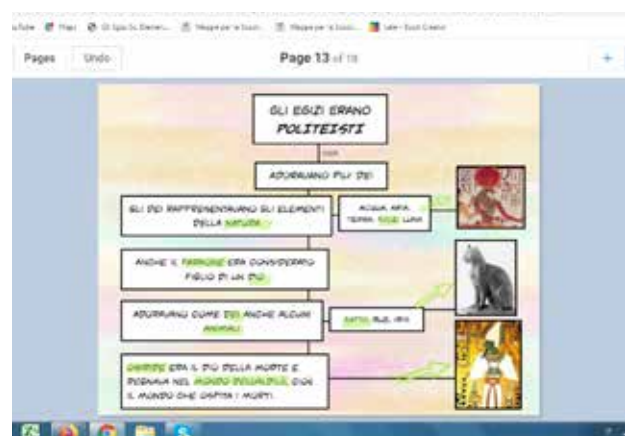 Pages Undo Page 13 of 18 +
GLI EGIZI ERANO
POLITEISTI
CIOÈ
ADORAVANO PIU' DEI
GLI DEI RAPPRESENTAVANO GLI ELEMENTI
DELLA NATURA
ACQUA, ARIA,
TERRA, SOLE, LUNA
ANCHE IL FARAONE ERA CONSIDERATO
FIGLIO DI UN DIO
ADORAVANO COME DEI ANCHE ALCUNI
ANIMALI
GATTO, BUE, IBIS
OSIRIDE ERA IL DIO DELLA MORTE E
REGNAVA NEL MONDO DELL'ALDILÀ, CIOÈ
IL MONDO CHE OSPITA I MORTI.